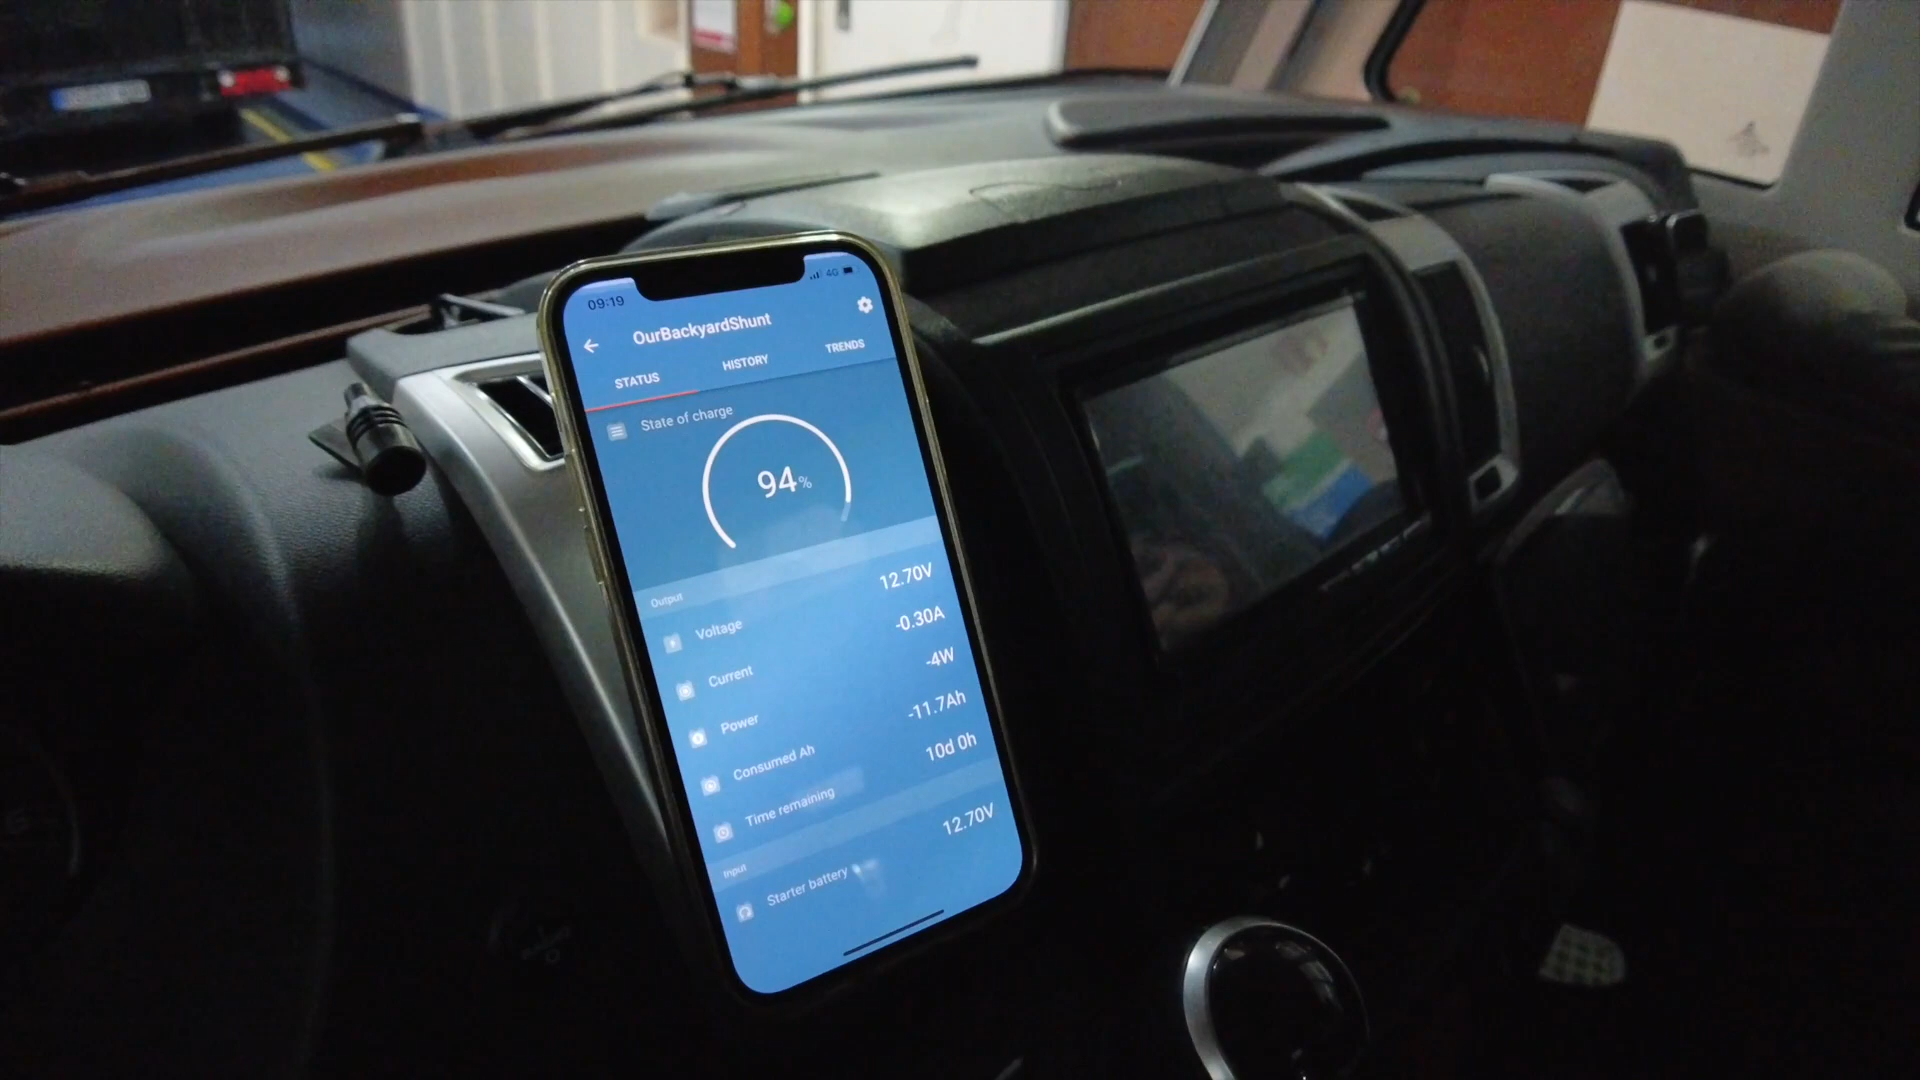 09:19
4G
OurBackyardShunt
STATUS HISTORY TRENDS
State of charge
94%
Output
Voltage 12.70V
Current -0.30A
Power -4W
Consumed Ah -11.7Ah
Time remaining 10d 0h
Input
Starter battery 12.70V